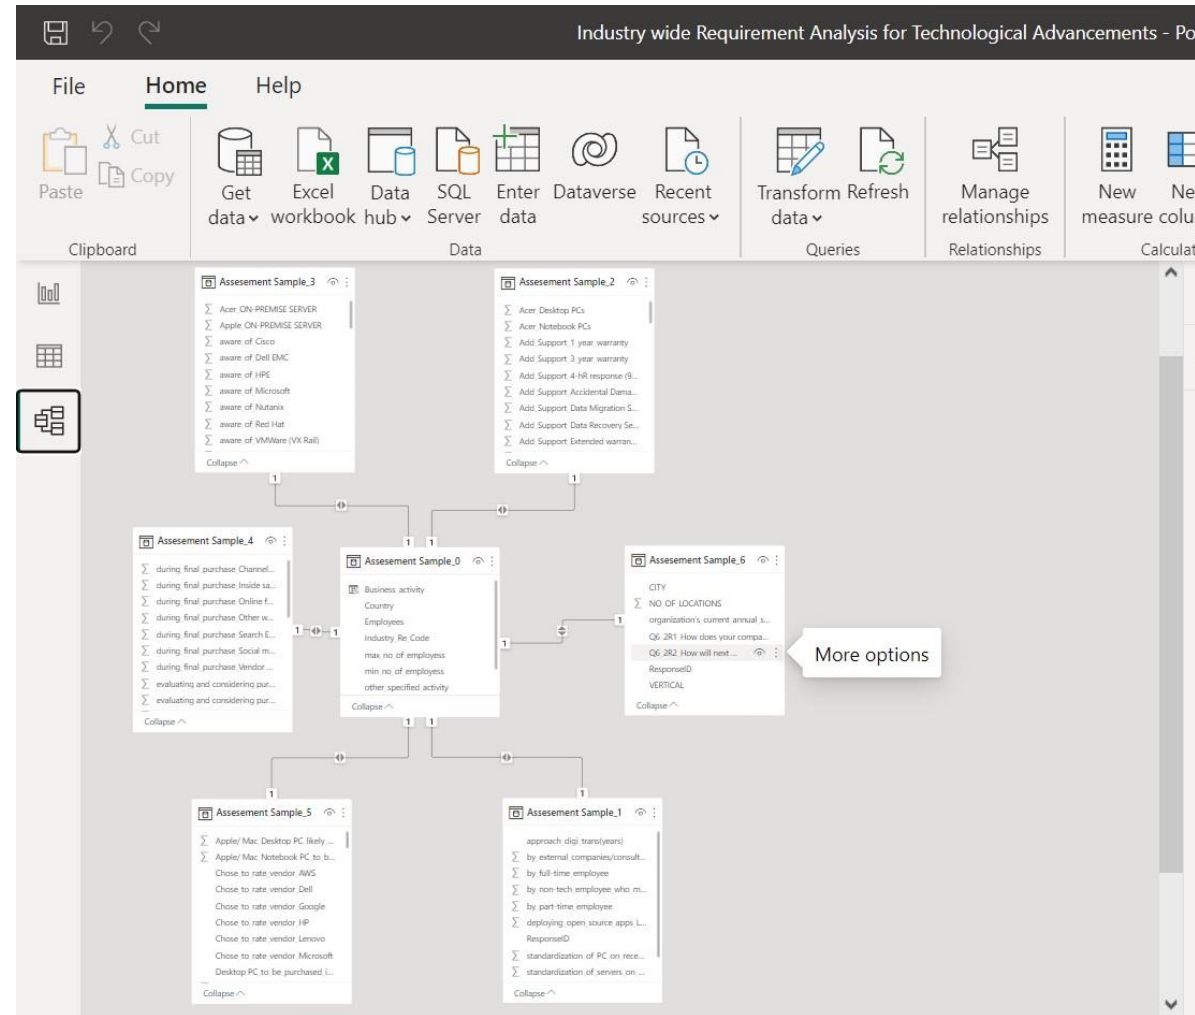 Industry wide Requirement Analysis for Technological Advancements - Po
File Home Help
Cut
Copy
Paste
Get data
Excel workbook
Data hub
SQL Server
Enter data
Dataverse
Recent sources
Transform data
Refresh
Manage relationships
New measure
Ne
colu
Clipboard
Data
Queries
Relationships
Calculat
Assesement Sample_3
Acer ON-PREMISE SERVER
Apple ON-PREMISE SERVER
aware of Cisco
aware of Dell EMC
aware of HPE
aware of Microsoft
aware of Nutanix
aware of Red Hat
aware of VMWare (VX Rail)
Collapse
Assesement Sample_2
Acer Desktop PCs
Acer Notebook PCs
Add Support 1 year warranty
Add Support 3 year warranty
Add Support 4-hR response (9...
Add Support Accidental Dama...
Add Support Data Migration S...
Add Support Data Recovery Se...
Add Support Extended warran...
Collapse
1
1
1 1
Assesement Sample_4
during final purchase Channel...
during final purchase Inside sa...
during final purchase Online f...
during final purchase Other w...
during final purchase Search E...
during final purchase Social m...
during final purchase Vendor ...
evaluating and considering pur...
evaluating and considering pur...
Collapse
1 1
Assesement Sample_0
Business activity
Country
Employees
Industry Re Code
max no of employess
min no of employess
other specified activity
Collapse
1 1
Assesement Sample_6
CITY
NO OF LOCATIONS
organization's current annual s...
Q6_2R1_How does your compa...
Q6_2R2_How will next ...
ResponseID
VERTICAL
Collapse
More options
1 1
1
1
Assesement Sample_5
Apple/ Mac Desktop PC likely ...
Apple/ Mac Notebook PC to b...
Chose to rate vendor AWS
Chose to rate vendor Dell
Chose to rate vendor Google
Chose to rate vendor HP
Chose to rate vendor Lenovo
Chose to rate vendor Microsoft
Desktop PC to be purchased i...
Collapse
Assesement Sample_1
approach digi trans(years)
by external companies/consult...
by full-time employee
by non-tech employee who m...
by part-time employee
deploying open source apps L...
ResponseID
standardization of PC on rece...
standardization of servers on ...
Collapse